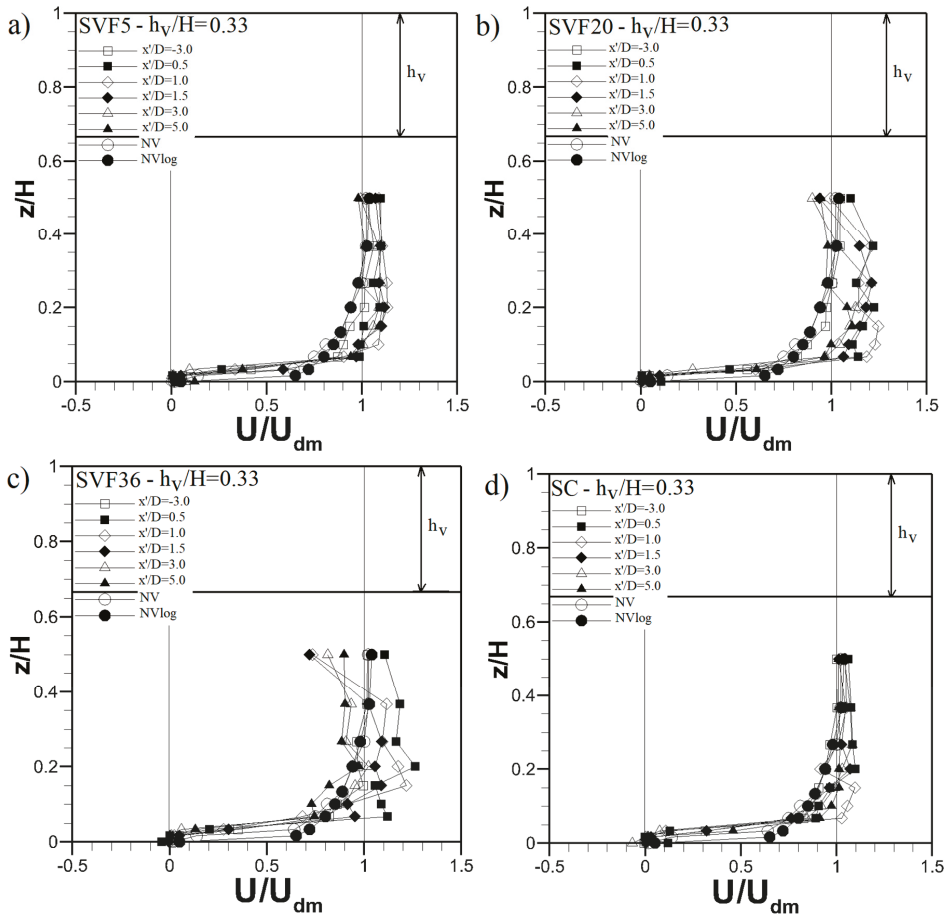 a)
SVF5 - hv/H=0.33
x'/D=-3.0
x'/D=0.5
x'/D=1.0
x'/D=1.5
x'/D=3.0
x'/D=5.0
NV
NVlog
hv
z/H
1
0.8
0.6
0.4
0.2
0
-0.5 0 0.5 1 1.5
U/Udm
b)
SVF20 - hv/H=0.33
x'/D=-3.0
x'/D=0.5
x'/D=1.0
x'/D=1.5
x'/D=3.0
x'/D=5.0
NV
NVlog
hv
z/H
1
0.8
0.6
0.4
0.2
0
-0.5 0 0.5 1 1.5
U/Udm
c)
SVF36 - hv/H=0.33
x'/D=-3.0
x'/D=0.5
x'/D=1.0
x'/D=1.5
x'/D=3.0
x'/D=5.0
NV
NVlog
hv
z/H
1
0.8
0.6
0.4
0.2
0
-0.5 0 0.5 1 1.5
U/Udm
d)
SC - hv/H=0.33
x'/D=-3.0
x'/D=0.5
x'/D=1.0
x'/D=1.5
x'/D=3.0
x'/D=5.0
NV
NVlog
hv
z/H
1
0.8
0.6
0.4
0.2
0
-0.5 0 0.5 1 1.5
U/Udm